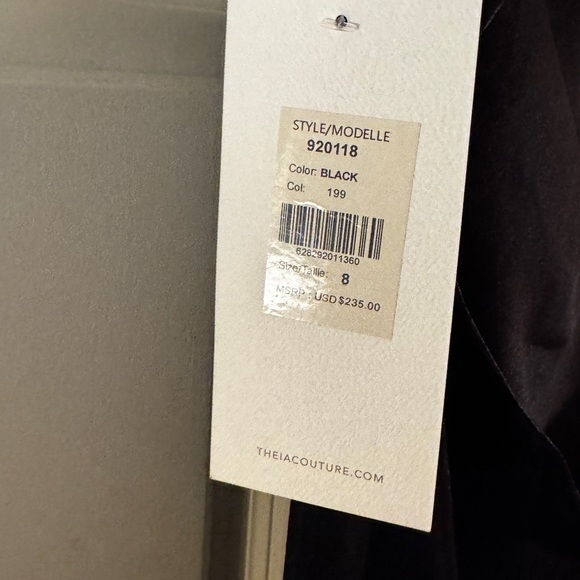 STYLE/MODELLE
920118
Color: BLACK
Col: 199
628292011360
Size/Taille: 8
MSRP : USD $235.00
THEIACOUTURE.COM